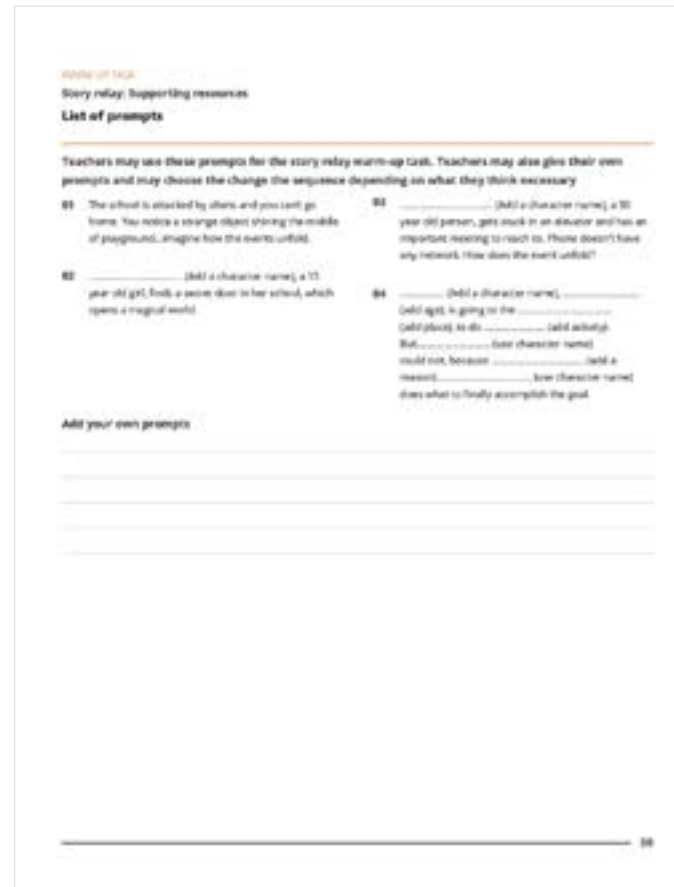 WARM-UP TASK
Story relay: Supporting resources
List of prompts
Teachers may use these prompts for the story relay warm-up task. Teachers may also give their own
prompts and may choose the change the sequence depending on what they think necessary
01 The school is attacked by aliens and you can't go
home. You notice a strange object shining the middle
of playground...imagine how the events unfold.
02 ........................ (Add a character name), a 11
year old girl, finds a secret door in her school, which
opens a magical world.
03 ........................ (Add a character name), a 30
year old person, gets stuck in an elevator and has an
important meeting to reach to. Phone doesn't have
any network. How does the event unfold?
04 ............ (Add a character name), ....................
(add age), is going to the ........................
(add place), to do ................ (add activity).
But.................... (use character name)
could not, because ........................ (add a
reason)......................... (use character name)
does what to finally accomplish the goal.
Add your own prompts